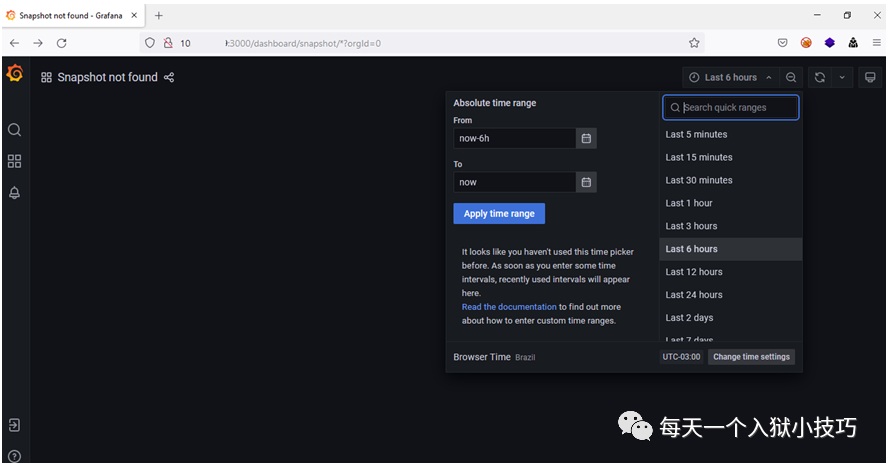 Snapshot not found - Grafana
10 :3000/dashboard/snapshot/*?orgId=0
Snapshot not found
Last 6 hours
Absolute time range
From
now-6h
To
now
Apply time range
It looks like you haven't used this time picker
before. As soon as you enter some time
intervals, recently used intervals will appear
here.
Read the documentation to find out more
about how to enter custom time ranges.
Search quick ranges
Last 5 minutes
Last 15 minutes
Last 30 minutes
Last 1 hour
Last 3 hours
Last 6 hours
Last 12 hours
Last 24 hours
Last 2 days
Last 7 days
Browser Time Brazil
UTC-03:00
Change time settings
每天一个入狱小技巧